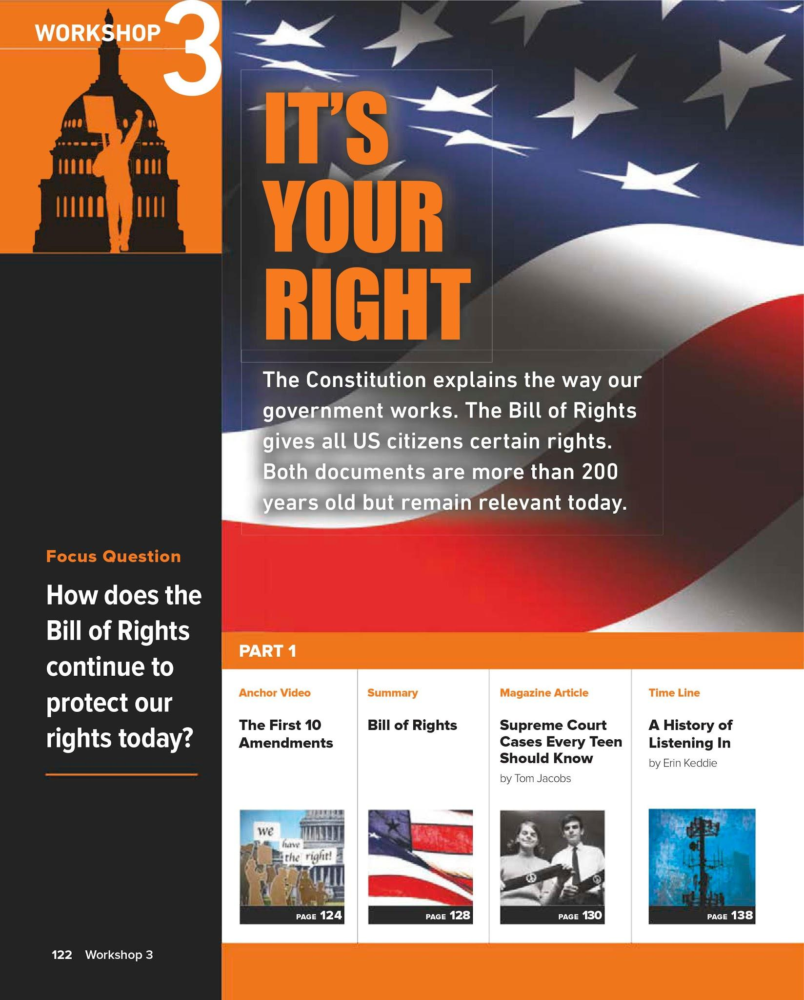 WORKSHOP 3
IT'S
YOUR
RIGHT
The Constitution explains the way our
government works. The Bill of Rights
gives all US citizens certain rights.
Both documents are more than 200
years old but remain relevant today.
Focus Question
How does the
Bill of Rights
continue to
protect our
rights today?
PART 1
Anchor Video
The First 10
Amendments
we
have
the right!
PAGE 124
Summary
Bill of Rights
PAGE 128
Magazine Article
Supreme Court
Cases Every Teen
Should Know
by Tom Jacobs
PAGE 130
Time Line
A History of
Listening In
by Erin Keddie
PAGE 138
122 Workshop 3